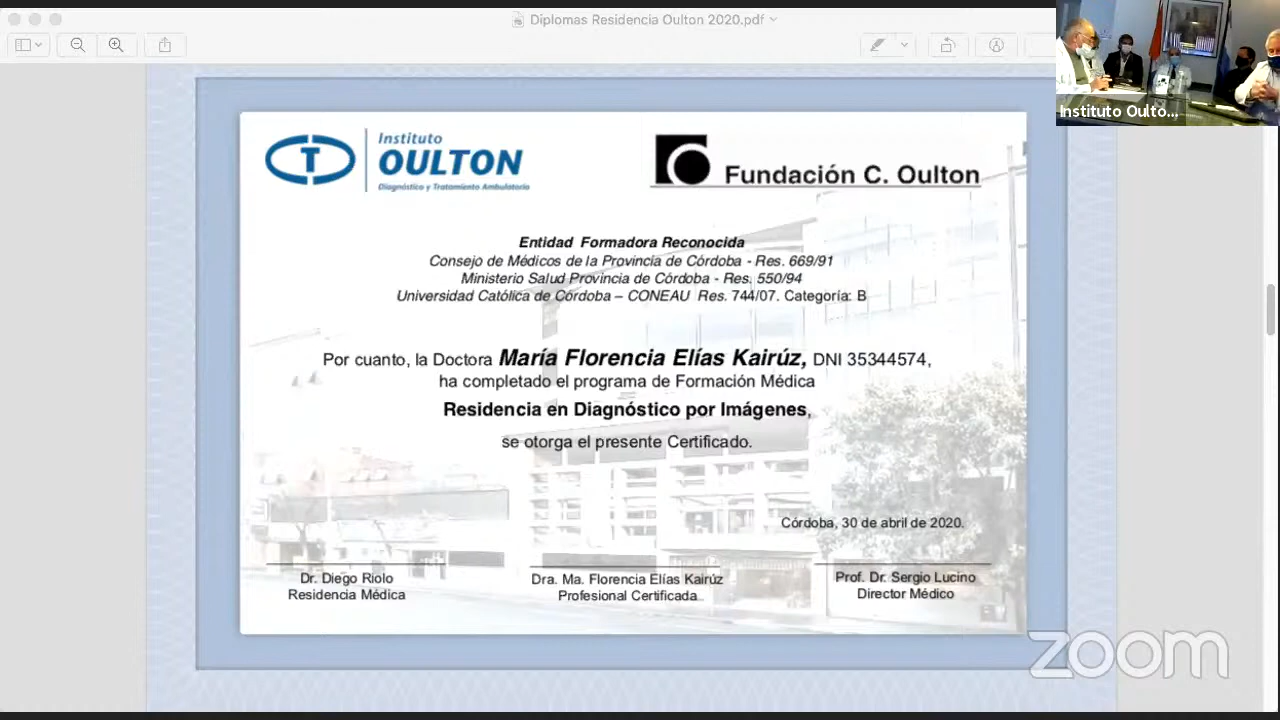 Diplomas Residencia Oulton 2020.pdf
Instituto Oulto...
Instituto
OULTON
Diagnóstico y Tratamiento Ambulatorio
Fundación C. Oulton
Entidad Formadora Reconocida
Consejo de Médicos de la Provincia de Córdoba - Res. 669/91
Ministerio Salud Provincia de Córdoba - Res. 550/94
Universidad Católica de Córdoba – CONEAU Res. 744/07. Categoría: B
Por cuanto, la Doctora María Florencia Elías Kairúz, DNI 35344574,
ha completado el programa de Formación Médica
Residencia en Diagnóstico por Imágenes,
se otorga el presente Certificado.
Córdoba, 30 de abril de 2020.
Dr. Diego Riolo
Residencia Médica
Dra. Ma. Florencia Elías Kairúz
Profesional Certificada
Prof. Dr. Sergio Lucino
Director Médico
zoom